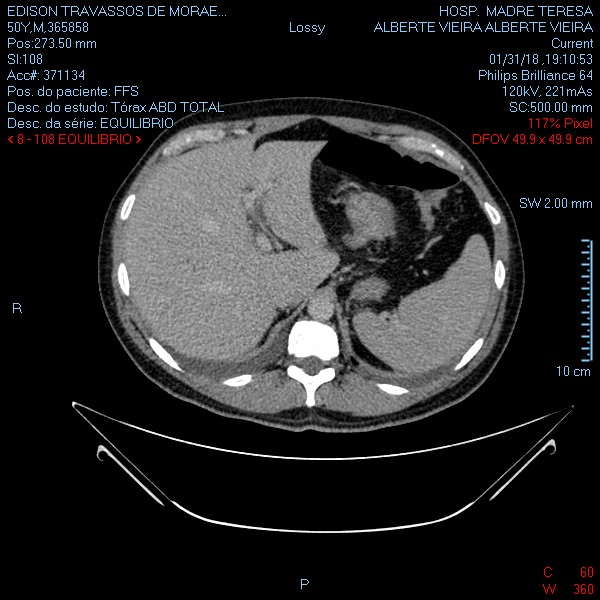 EDISON TRAVASSOS DE MORAE...
50Y,M,365858
Pos:273.50 mm
SI:108
Acc#: 371134
Pos. do paciente: FFS
Desc. do estudo: Tórax ABD TOTAL
Desc. da série: EQUILIBRIO
< 8 - 108 EQUILIBRIO >
Lossy
HOSP. MADRE TERESA
ALBERTE VIEIRA ALBERTE VIEIRA
Current
01/31/18 ,19:10:53
Philips Brilliance 64
120kV, 221mAs
SC:500.00 mm
117% Pixel
DFOV 49.9 x 49.9 cm
SW 2.00 mm
R
10 cm
P
C 60
W 360